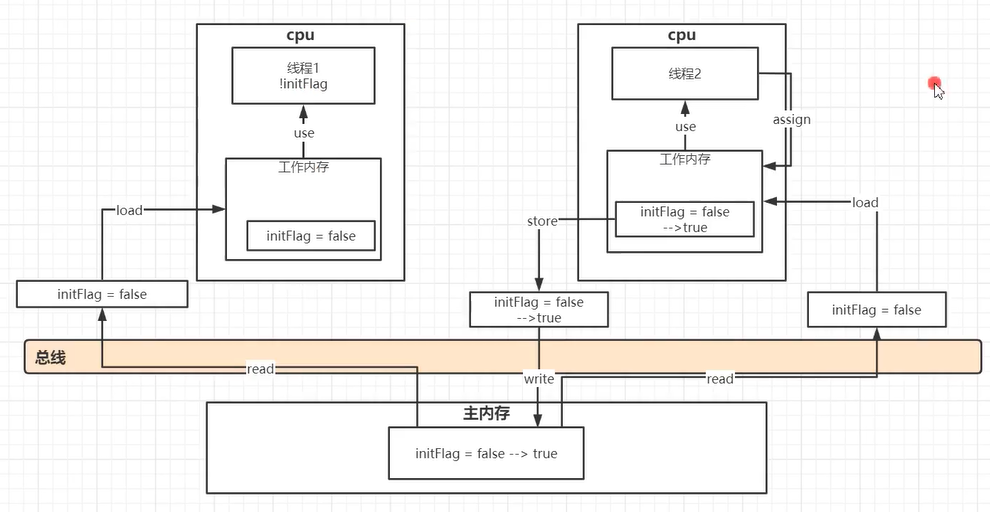 cpu
线程1
!initFlag
use
工作内存
initFlag = false
load
initFlag = false
cpu
线程2
assign
use
工作内存
initFlag = false
-->true
store
load
initFlag = false
-->true
initFlag = false
总线
read
write
read
主内存
initFlag = false --> true